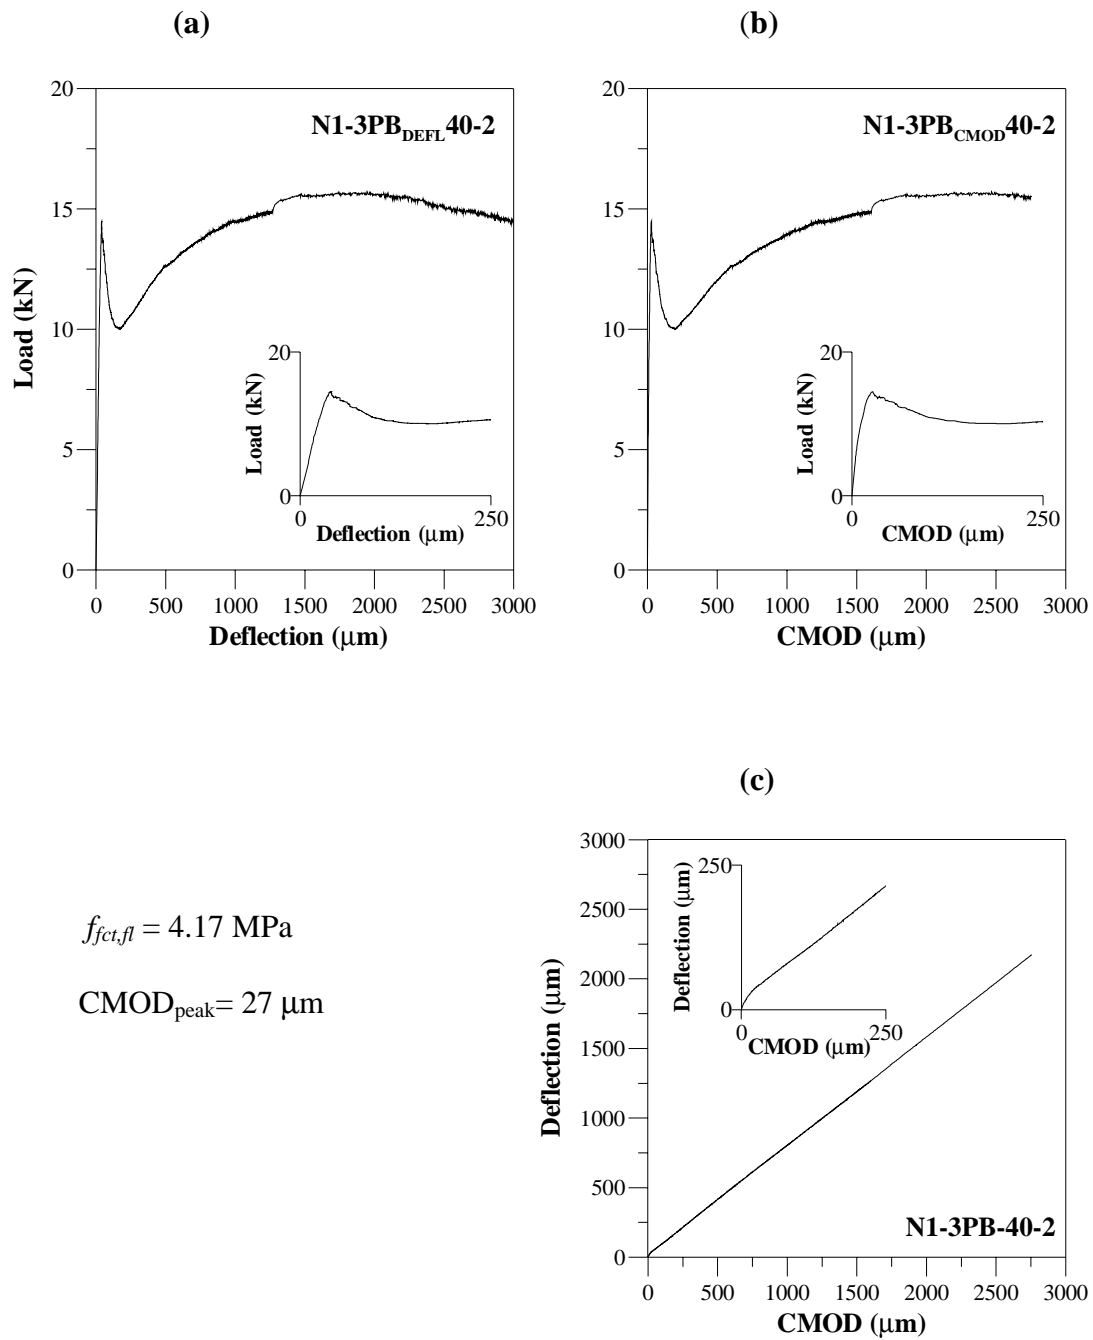 (a)
20
15
10
5
0
Load (kN)
N1-3PBDEFL40-2
20
0
Load (kN)
0 250
Deflection (μm)
0 500 1000 1500 2000 2500 3000
Deflection (μm)
(b)
20
15
10
5
0
N1-3PBCMOD40-2
20
0
Load (kN)
0 250
CMOD (μm)
0 500 1000 1500 2000 2500 3000
CMOD (μm)
ffct,fl = 4.17 MPa
CMODpeak= 27 μm
(c)
3000
2500
2000
1500
1000
500
0
Deflection (μm)
250
0
Deflection (μm)
0 250
CMOD (μm)
N1-3PB-40-2
0 500 1000 1500 2000 2500 3000
CMOD (μm)